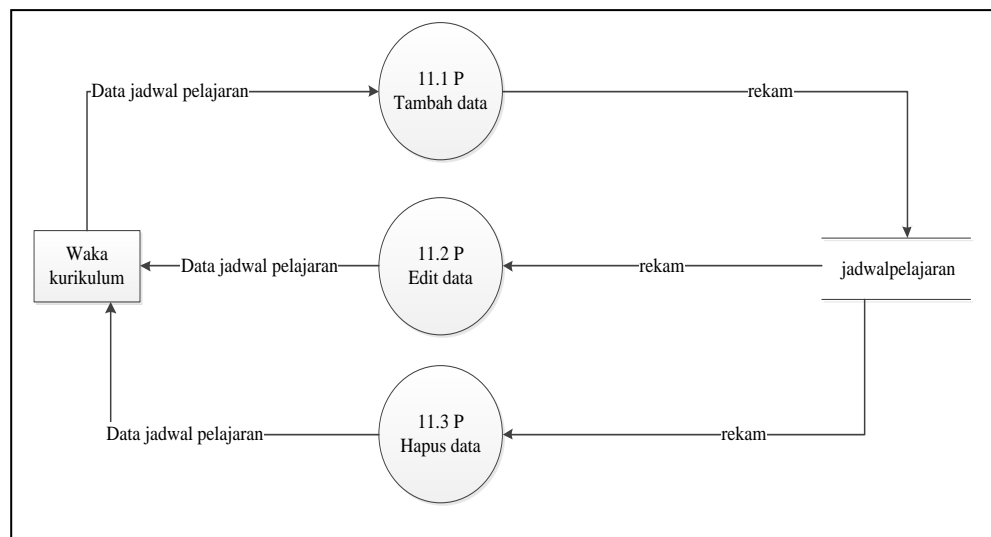 11.1 P
Tambah data
Data jadwal pelajaran
rekam
Waka
kurikulum
Data jadwal pelajaran
11.2 P
Edit data
rekam
jadwalpelajaran
11.3 P
Hapus data
Data jadwal pelajaran
rekam